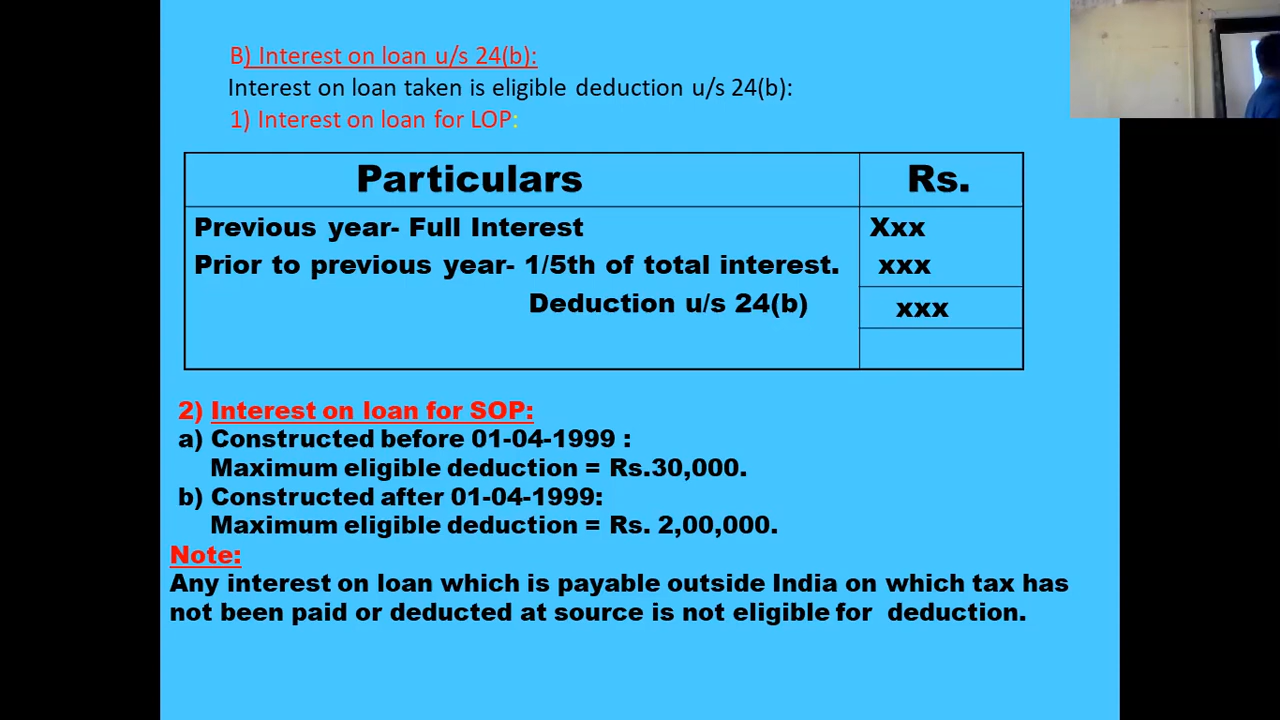 B) Interest on loan u/s 24(b):
Interest on loan taken is eligible deduction u/s 24(b):
1) Interest on loan for LOP:
Particulars Rs.
Previous year- Full Interest Xxx
Prior to previous year- 1/5th of total interest. xxx
Deduction u/s 24(b) xxx
2) Interest on loan for SOP:
a) Constructed before 01-04-1999 :
Maximum eligible deduction = Rs.30,000.
b) Constructed after 01-04-1999:
Maximum eligible deduction = Rs. 2,00,000.
Note:
Any interest on loan which is payable outside India on which tax has
not been paid or deducted at source is not eligible for deduction.